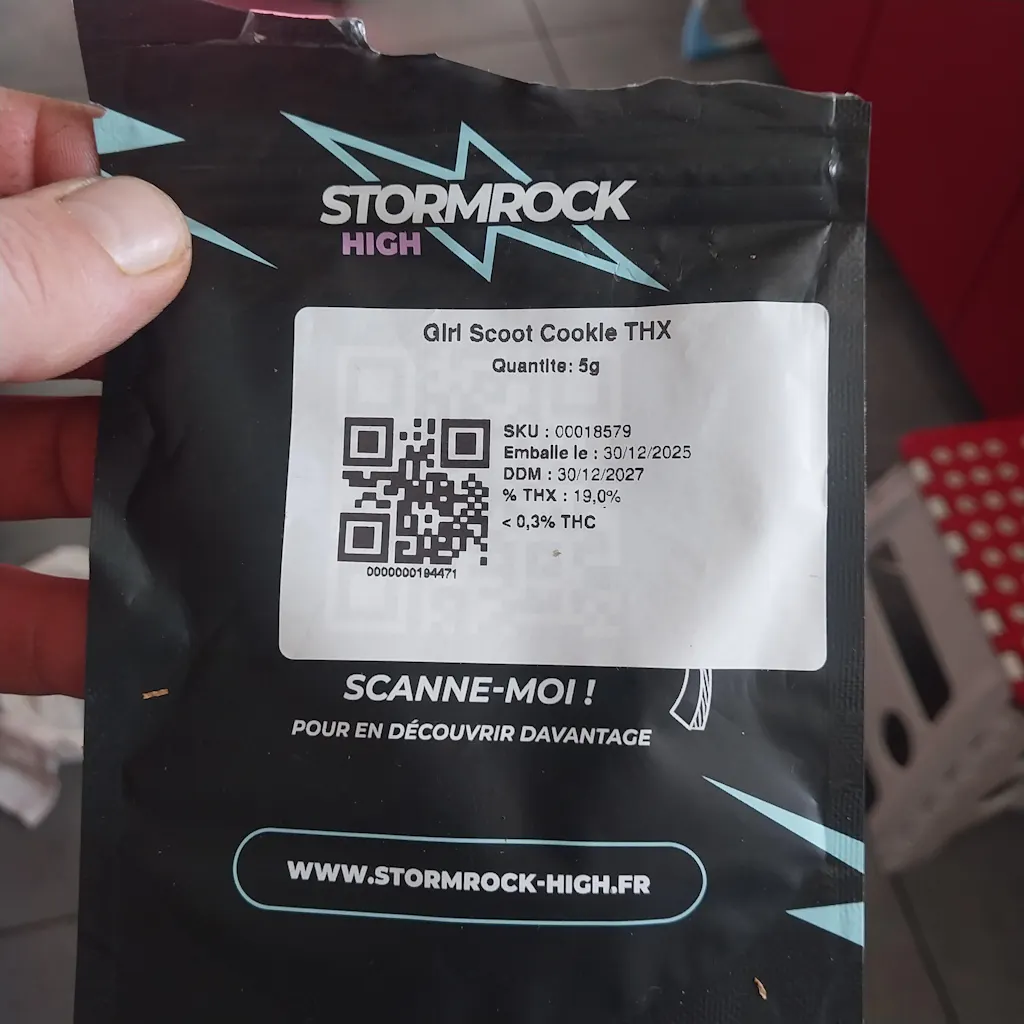 STORMROCK
HIGH
Girl Scoot Cookie THX
Quantite: 5g
SKU : 00018579
Emballe le : 30/12/2025
DDM : 30/12/2027
% THX : 19,0%
< 0,3% THC
0000000194471
SCANNE-MOI !
POUR EN DÉCOUVRIR DAVANTAGE
WWW.STORMROCK-HIGH.FR